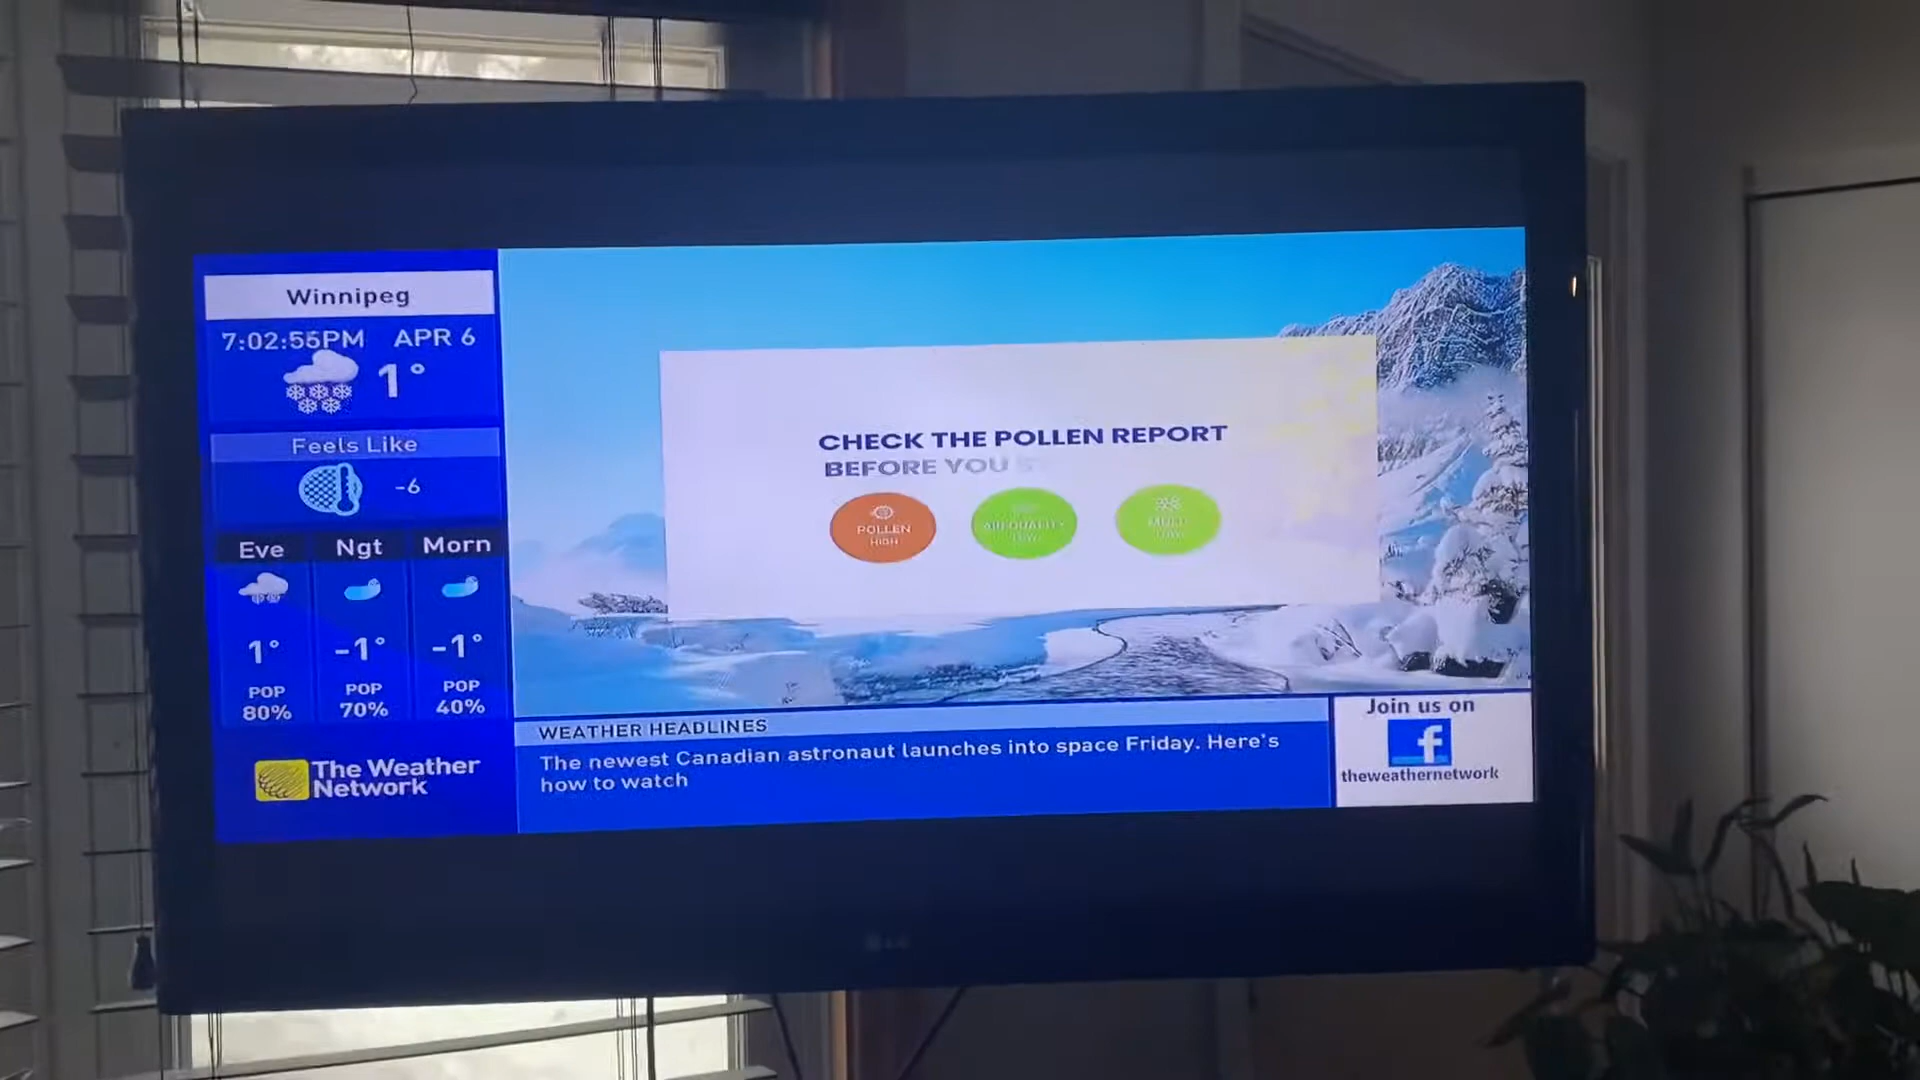 Winnipeg
7:02:55PM APR 6
1°
Feels Like
-6
Eve Ngt Morn
1° -1° -1°
POP POP POP
80% 70% 40%
The Weather
Network
CHECK THE POLLEN REPORT
BEFORE YOU
POLLEN
HIGH
AIR QUALITY
WEATHER HEADLINES
The newest Canadian astronaut launches into space Friday. Here's
how to watch
Join us on
f
theweathernetwork